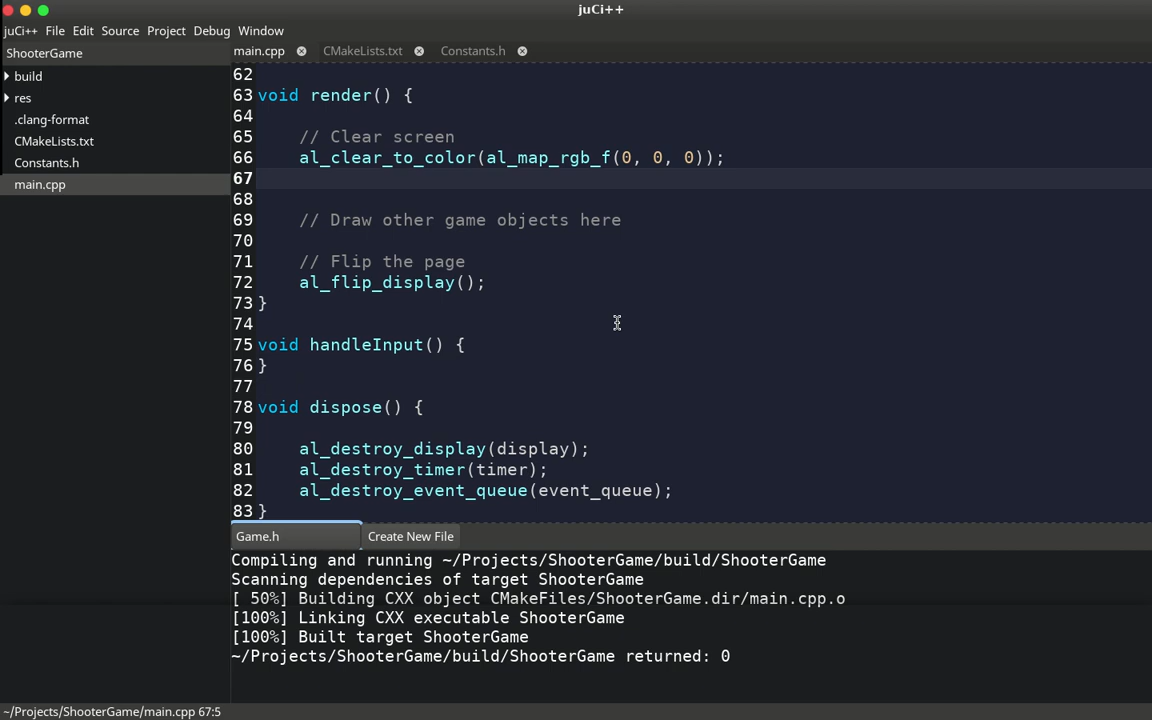 juCi++
juCi++ File Edit Source Project Debug Window
ShooterGame
build
res
.clang-format
CMakeLists.txt
Constants.h
main.cpp
main.cpp CMakeLists.txt Constants.h
62
63 void render() {
64
65     // Clear screen
66     al_clear_to_color(al_map_rgb_f(0, 0, 0));
67
68
69     // Draw other game objects here
70
71     // Flip the page
72     al_flip_display();
73 }
74
75 void handleInput() {
76 }
77
78 void dispose() {
79
80     al_destroy_display(display);
81     al_destroy_timer(timer);
82     al_destroy_event_queue(event_queue);
83 }
Game.h Create New File
Compiling and running ~/Projects/ShooterGame/build/ShooterGame
Scanning dependencies of target ShooterGame
[ 50%] Building CXX object CMakeFiles/ShooterGame.dir/main.cpp.o
[100%] Linking CXX executable ShooterGame
[100%] Built target ShooterGame
~/Projects/ShooterGame/build/ShooterGame returned: 0
~/Projects/ShooterGame/main.cpp 67:5